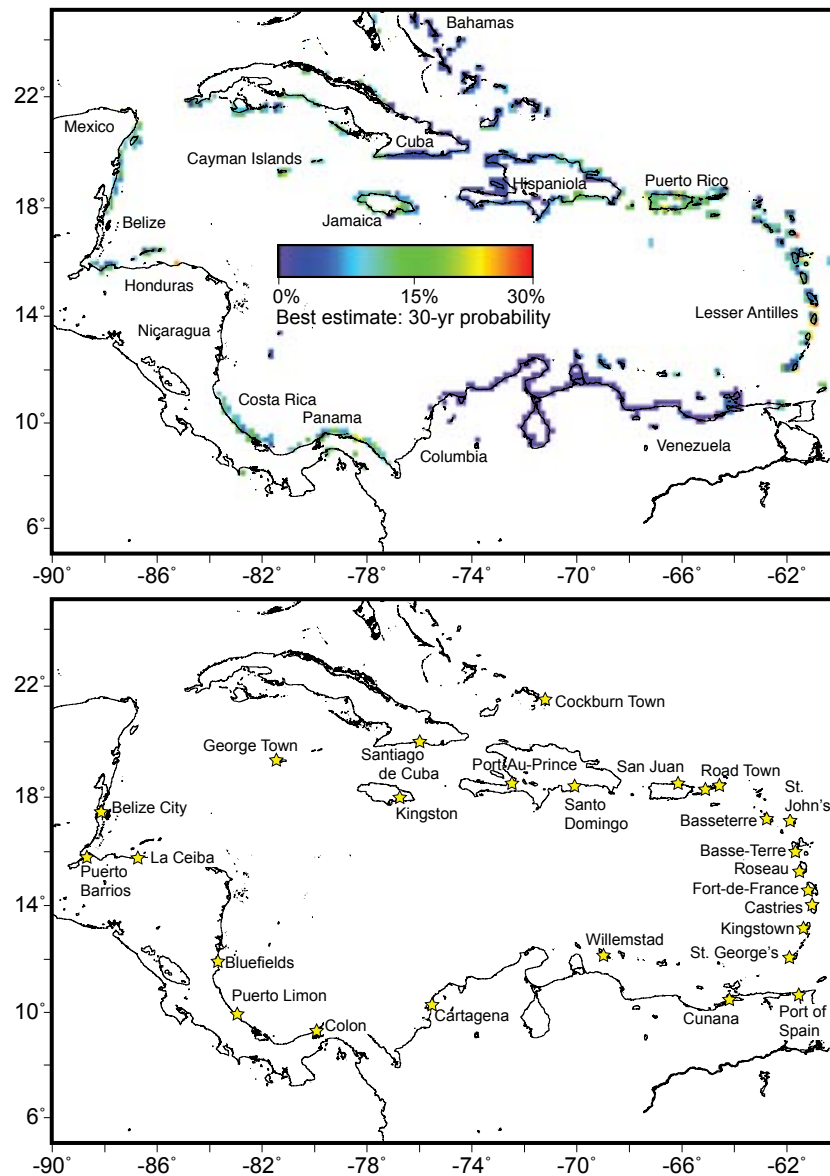 Bahamas
22°
Mexico
Cuba
Cayman Islands
Hispaniola
Puerto Rico
18°
Jamaica
Belize
Honduras
0% 15% 30%
Best estimate: 30-yr probability
14°
Lesser Antilles
Nicaragua
Costa Rica
10°
Panama
Columbia
Venezuela
6°
-90 -86° -82° -78° -74° -70° -66° -62°
22°
Cockburn Town
George Town
Santiago
de Cuba
Port-Au-Prince
San Juan
Road Town
St.
John's
18°
Belize City
Kingston
Santo
Domingo
Basseterre
La Ceiba
Puerto
Barrios
Basse-Terre
Roseau
Fort-de-France
14°
Castries
Kingstown
Willemstad
St. George's
Bluefields
Puerto Limon
10°
Colon
Cartagena
Cunana
Port of
Spain
6°
-90 -86° -82° -78° -74° -70° -66° -62°